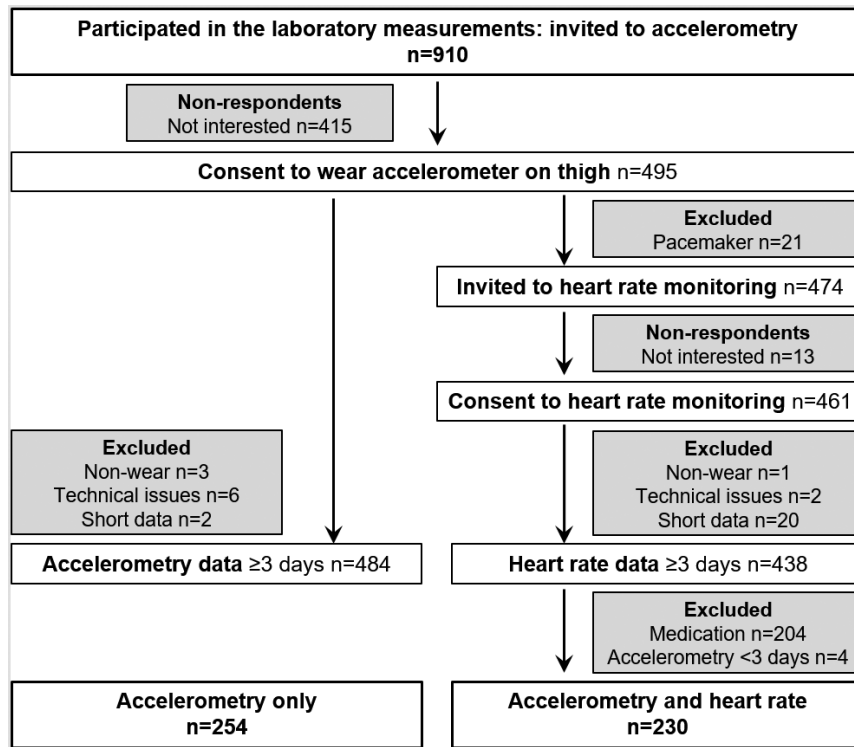 Participated in the laboratory measurements: invited to accelerometry
n=910
Non-respondents
Not interested n=415
Consent to wear accelerometer on thigh n=495
Excluded
Pacemaker n=21
Invited to heart rate monitoring n=474
Non-respondents
Not interested n=13
Consent to heart rate monitoring n=461
Excluded
Non-wear n=3
Technical issues n=6
Short data n=2
Excluded
Non-wear n=1
Technical issues n=2
Short data n=20
Accelerometry data ≥3 days n=484
Heart rate data ≥3 days n=438
Excluded
Medication n=204
Accelerometry <3 days n=4
Accelerometry only
n=254
Accelerometry and heart rate
n=230